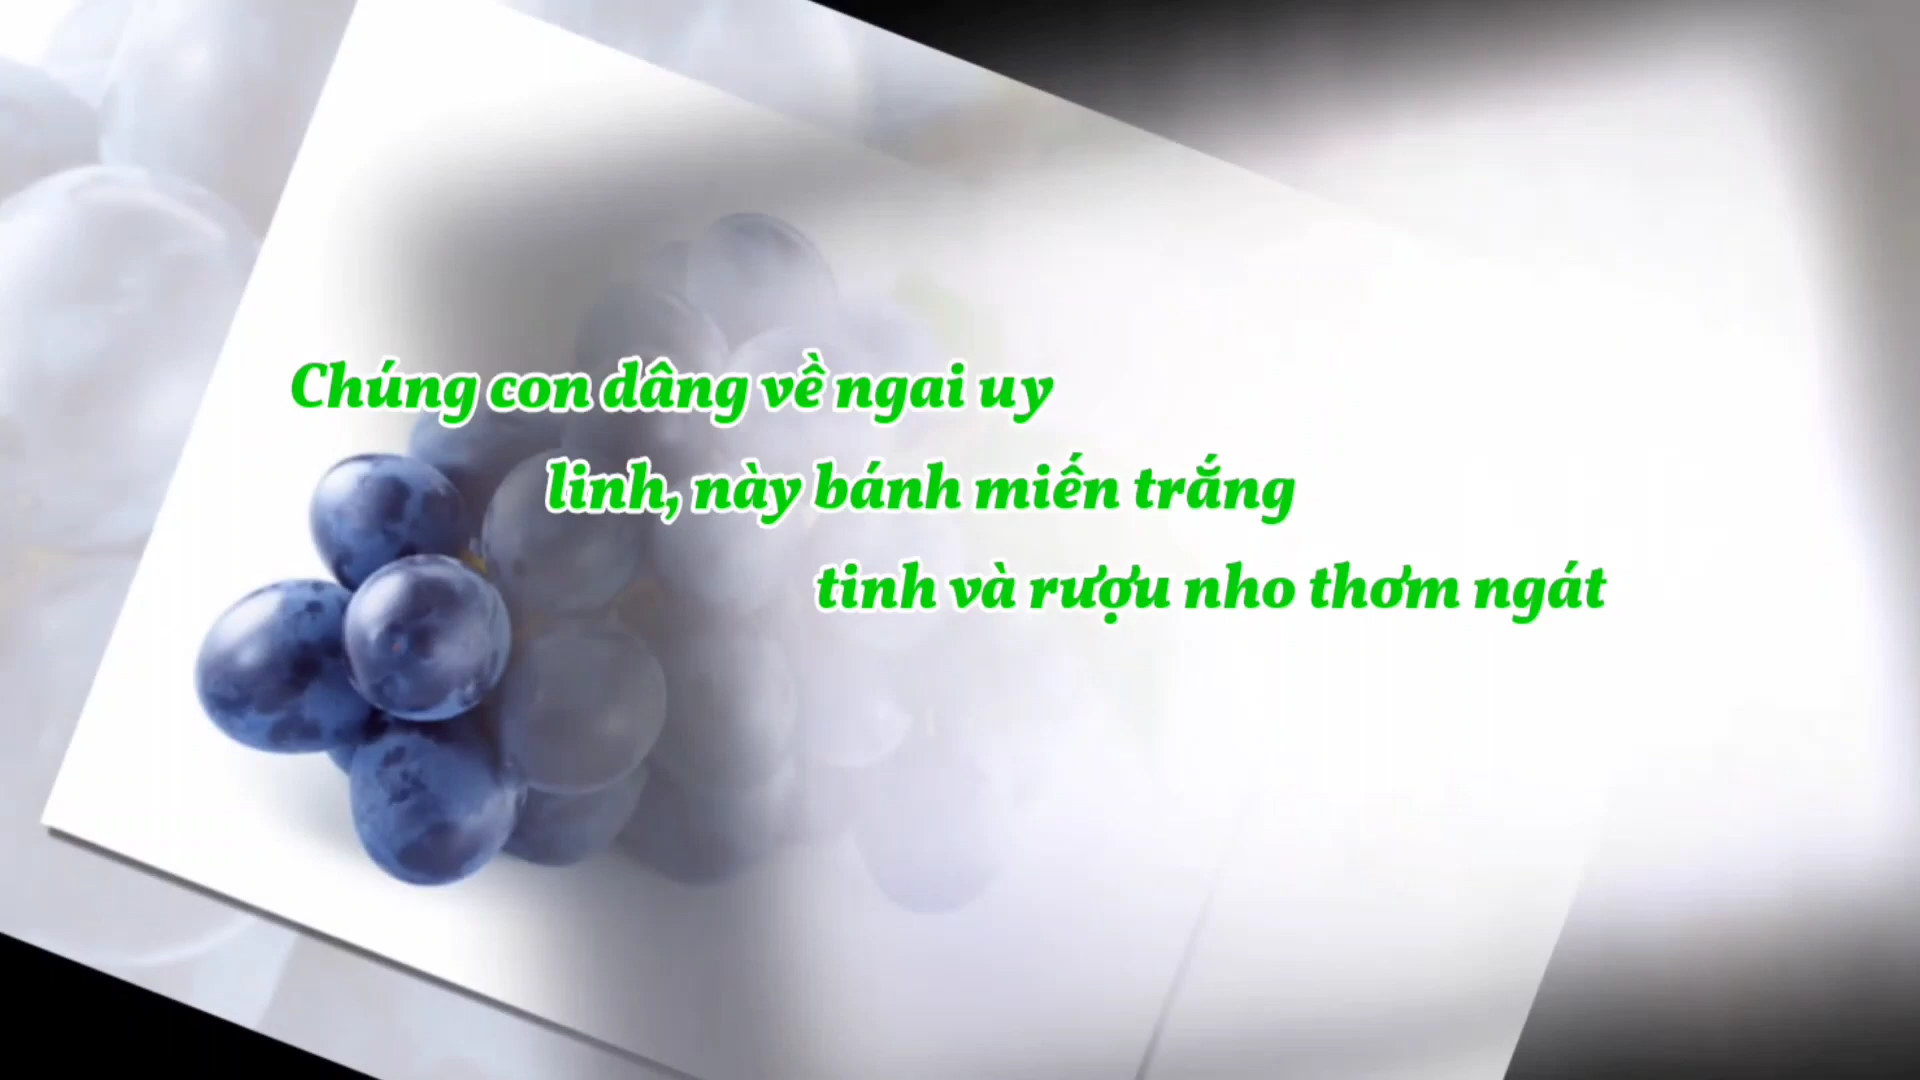 Chúng con dâng về ngai uy
linh, này bánh miến trắng
tinh và rượu nho thơm ngát